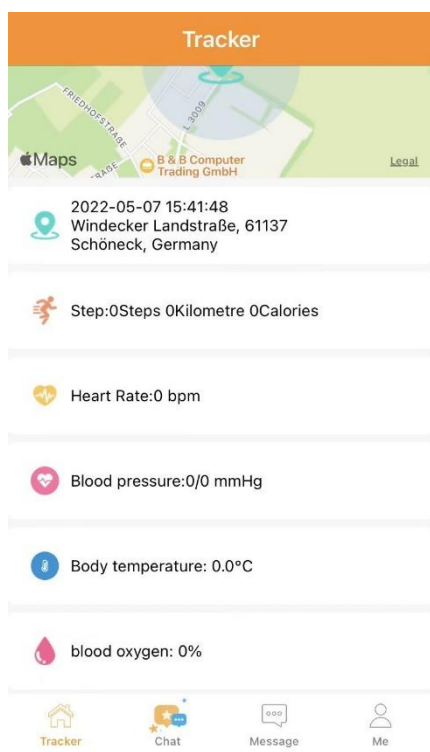 Tracker
FRIEDHOFSTRAßE
L 3009
Maps
RAßE
B & B Computer
Trading GmbH
Legal
2022-05-07 15:41:48
Windecker Landstraße, 61137
Schöneck, Germany
Step:0Steps 0Kilometre 0Calories
Heart Rate:0 bpm
Blood pressure:0/0 mmHg
Body temperature: 0.0°C
blood oxygen: 0%
Tracker
Chat
Message
Me